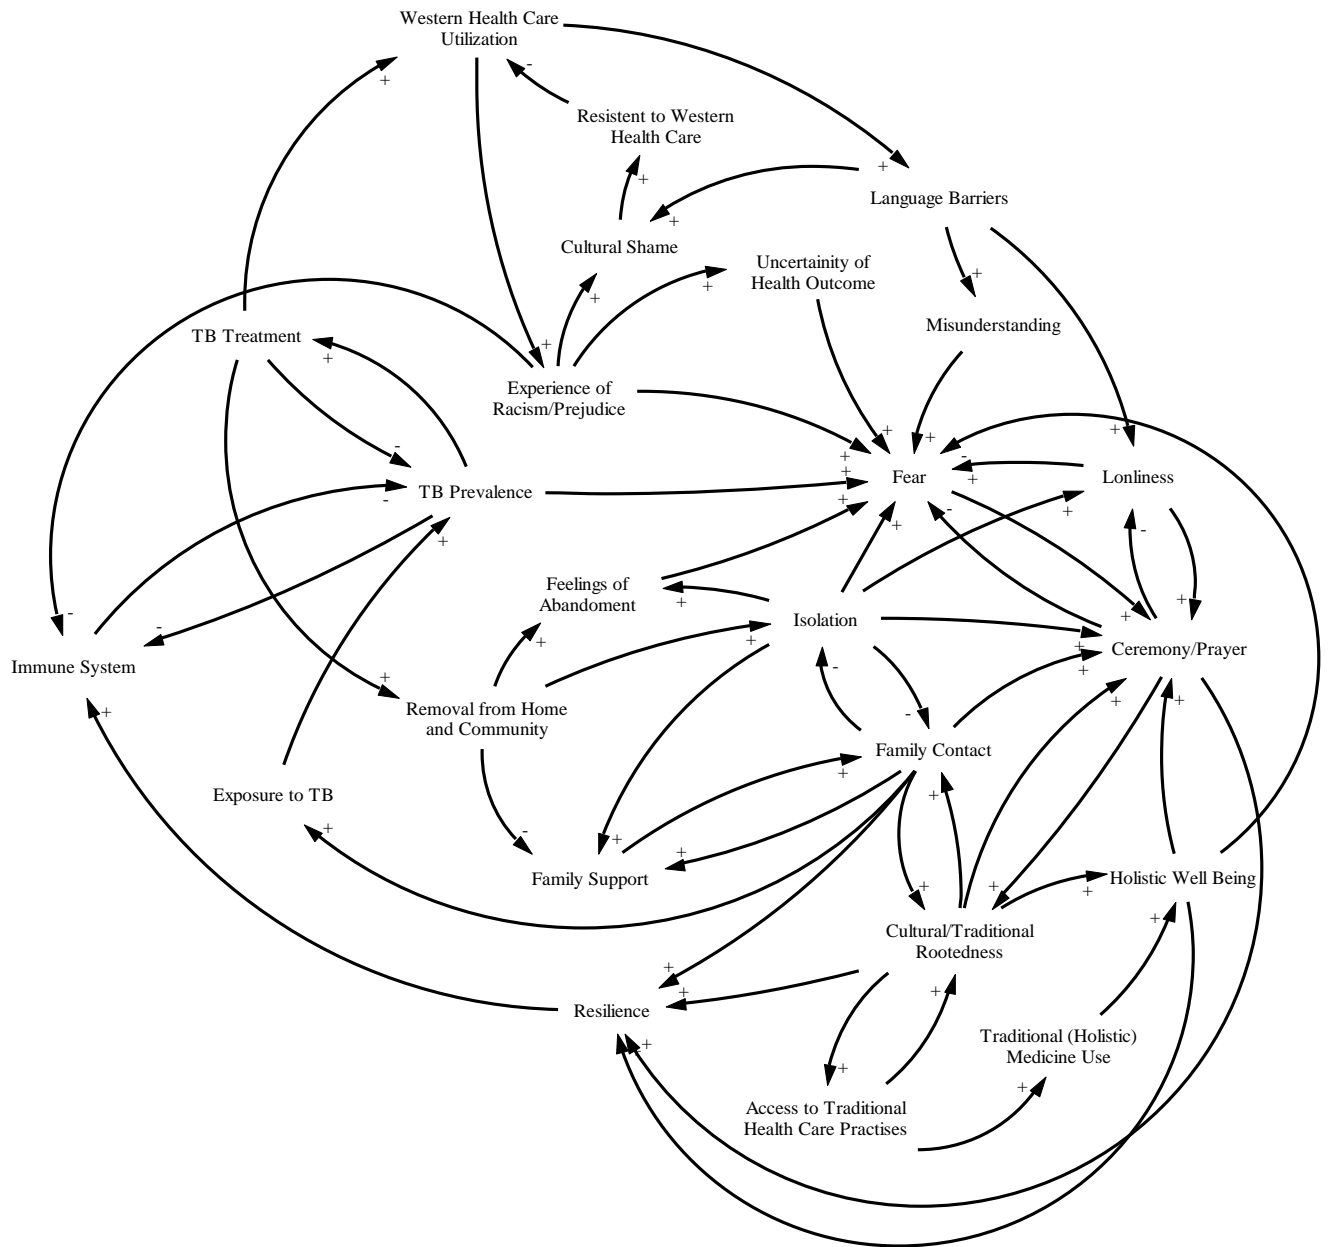 Western Health Care
Utilization
Resistent to Western
Health Care
Language Barriers
Cultural Shame
Uncertainity of
Health Outcome
Misunderstanding
TB Treatment
Experience of
Racism/Prejudice
Fear
Lonliness
TB Prevalence
Feelings of
Abandoment
Isolation
Ceremony/Prayer
Immune System
Removal from Home
and Community
Family Contact
Exposure to TB
Family Support
Holistic Well Being
Cultural/Traditional
Rootedness
Resilience
Traditional (Holistic)
Medicine Use
Access to Traditional
Health Care Practises